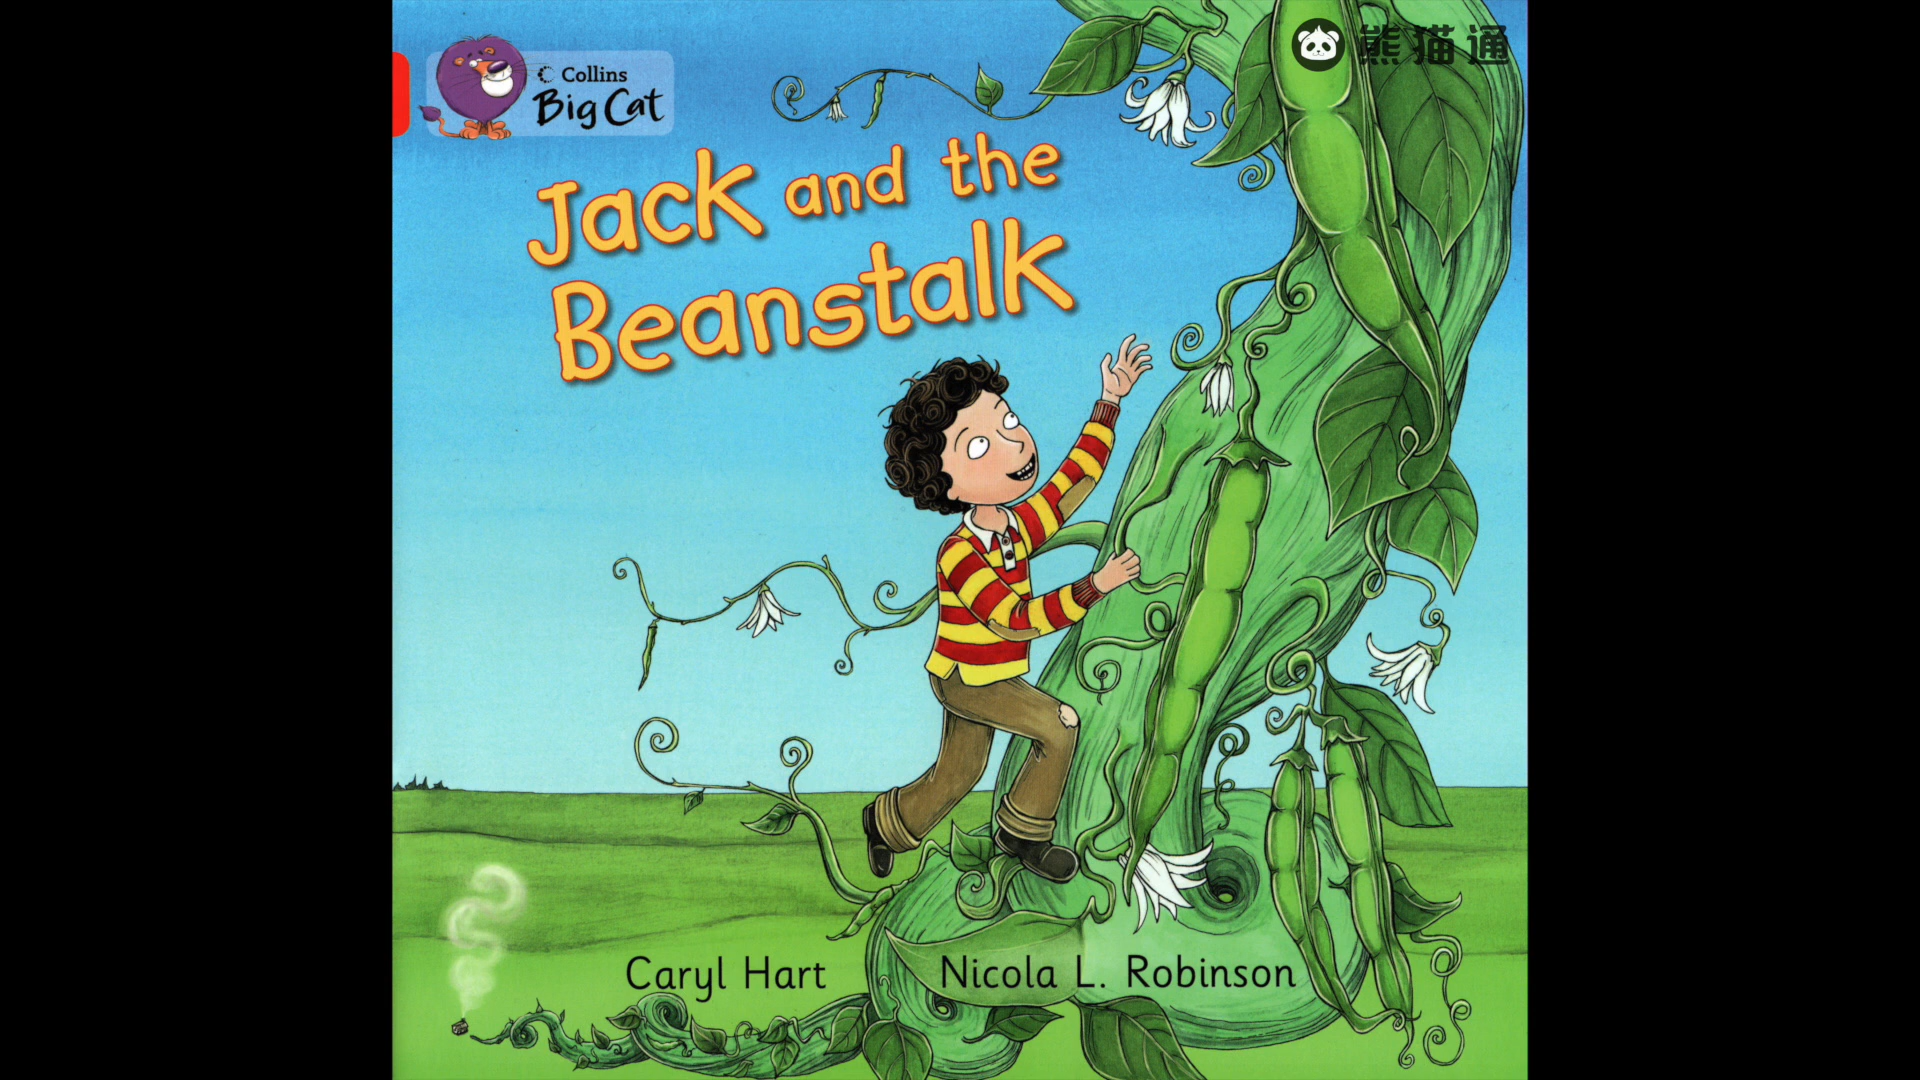 熊猫通
Collins
Big Cat
Jack and the
Beanstalk
Caryl Hart
Nicola L. Robinson